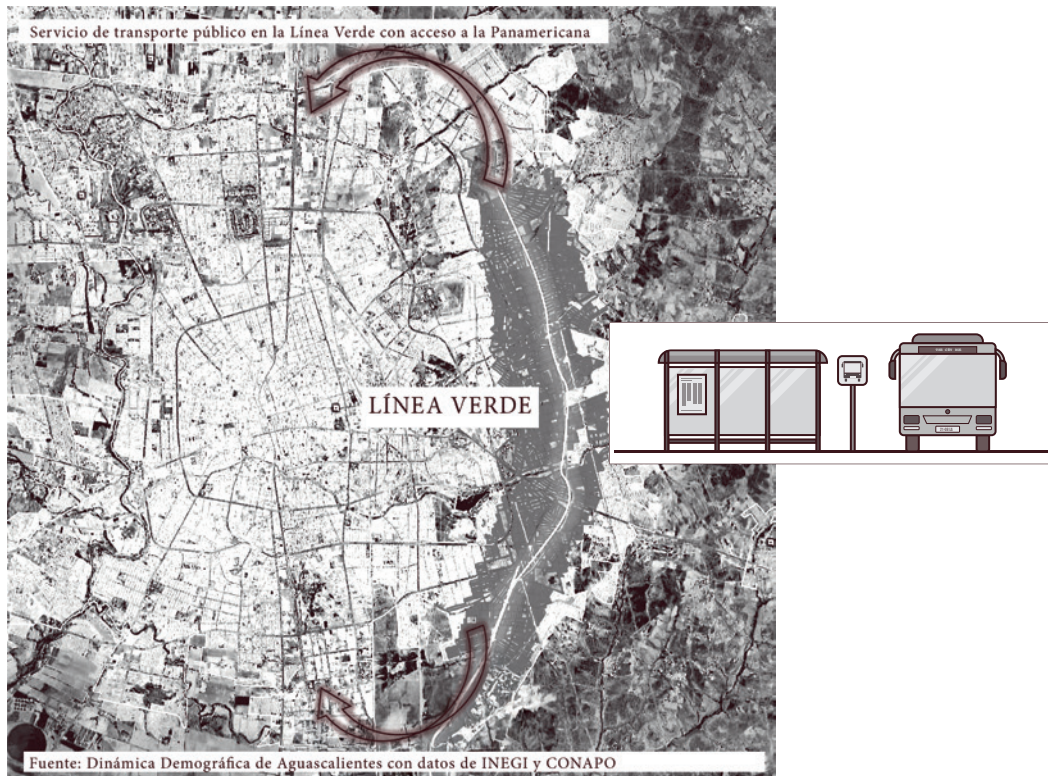 Servicio de transporte público en la Línea Verde con acceso a la Panamericana
LÍNEA VERDE
Fuente: Dinámica Demográfica de Aguascalientes con datos de INEGI y CONAPO